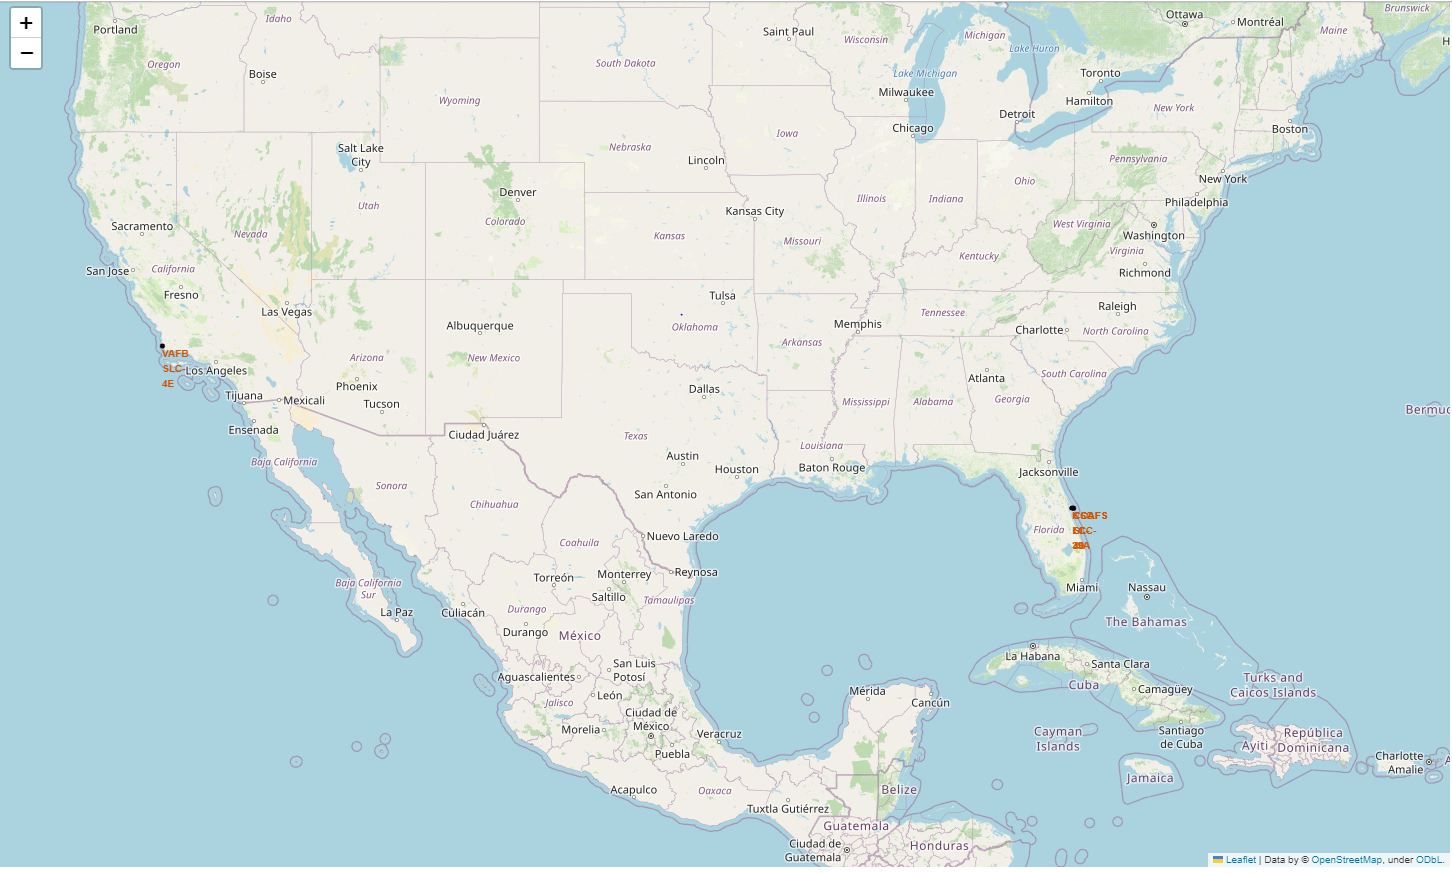 +
−
Portland
Idaho
Oregon
Boise
Wyoming
South Dakota
Saint Paul
Wisconsin
Michigan
Lake Huron
Lake Michigan
Milwaukee
Ottawa
Montréal
Maine
Brunswick
Toronto
Hamilton
New York
Detroit
Chicago
Boston
Iowa
Nebraska
Lincoln
Salt Lake
City
Utah
Denver
Colorado
Kansas
Kansas City
Missouri
Illinois
Indiana
Ohio
Pennsylvania
New York
Philadelphia
Washington
West Virginia
Virginia
Richmond
Kentucky
Sacramento
Nevada
San Jose
California
Fresno
Las Vegas
Albuquerque
New Mexico
Arizona
Phoenix
Tucson
Tulsa
Oklahoma
Arkansas
Memphis
Tennessee
Raleigh
Charlotte
North Carolina
South Carolina
Atlanta
Georgia
Alabama
Mississippi
VAFB
SLC-
4E
Los Angeles
Tijuana
Mexicali
Ensenada
Baja California
Sonora
Ciudad Juárez
Chihuahua
Dallas
Texas
Austin
Houston
San Antonio
Louisiana
Baton Rouge
Jacksonville
Florida
Miami
Nassau
The Bahamas
Nuevo Laredo
Reynosa
Coahuila
Torreón
Monterrey
Saltillo
Tamaulipas
Baja California
Sur
La Paz
Culiacán
Durango
Durango
México
San Luis
Potosí
Aguascalientes
León
Jalisco
Ciudad de
México
Morelia
Puebla
Veracruz
Acapulco
Oaxaca
Tuxtla Gutiérrez
Mérida
Cancún
Belize
Guatemala
Ciudad de
Guatemala
Honduras
La Habana
Santa Clara
Cuba
Camagüey
Santiago
de Cuba
Cayman
Islands
Jamaica
Turks and
Caicos Islands
Ayiti
República
Dominicana
Charlotte
Amalie
Leaflet | Data by © OpenStreetMap, under ODbL.